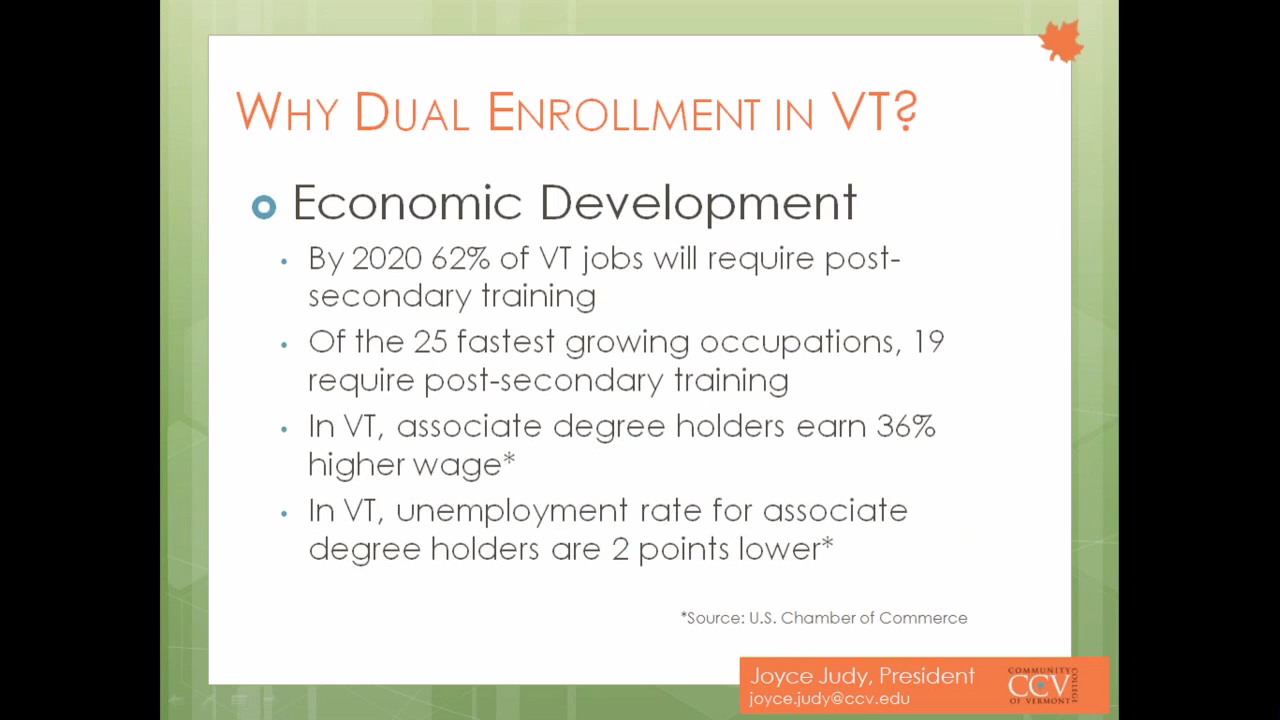 WHY DUAL ENROLLMENT IN VT?
Economic Development
By 2020 62% of VT jobs will require post-
secondary training
Of the 25 fastest growing occupations, 19
require post-secondary training
In VT, associate degree holders earn 36%
higher wage*
In VT, unemployment rate for associate
degree holders are 2 points lower*
*Source: U.S. Chamber of Commerce
Joyce Judy, President
joyce.judy@ccv.edu
COMMUNITY
CCV
COLLEGE
OF VERMONT